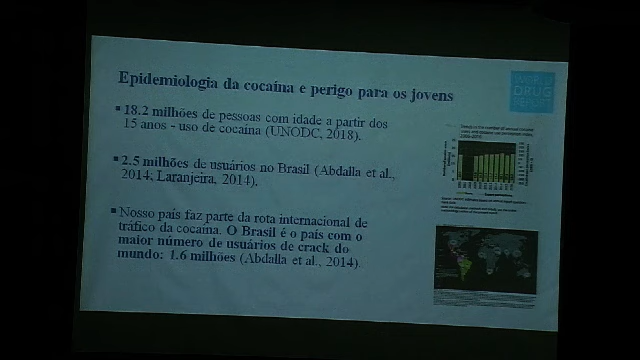 Epidemiologia da cocaína e perigo para os jovens
WORLD
DRUG
REPORT
▪ 18.2 milhões de pessoas com idade a partir dos
15 anos - uso de cocaína (UNODC, 2018).
▪ 2.5 milhões de usuários no Brasil (Abdalla et al.,
2014; Laranjeira, 2014).
▪ Nosso país faz parte da rota internacional de
tráfico da cocaína. O Brasil é o país com o
maior número de usuários de crack do
mundo: 1.6 milhões (Abdalla et al., 2014).